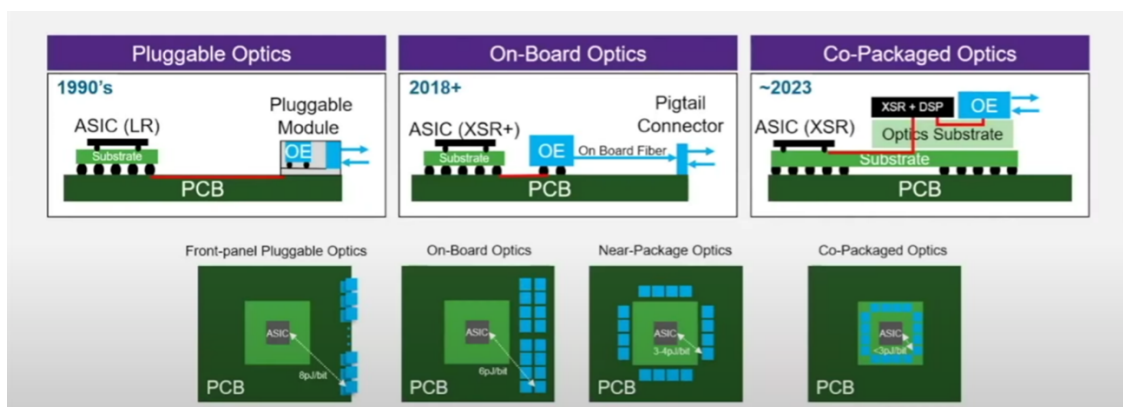 Pluggable Optics
1990's
ASIC (LR)
Substrate
Pluggable
Module
OE
PCB
On-Board Optics
2018+
ASIC (XSR+)
Substrate
OE
On Board Fiber
Pigtail
Connector
PCB
Co-Packaged Optics
~2023
ASIC (XSR)
XSR + DSP
OE
Optics Substrate
Substrate
PCB
Front-panel Pluggable Optics
ASIC
8pJ/bit
PCB
On-Board Optics
ASIC
6pJ/bit
PCB
Near-Package Optics
ASIC
3-4pJ/bit
PCB
Co-Packaged Optics
ASIC
<3pJ/bit
PCB